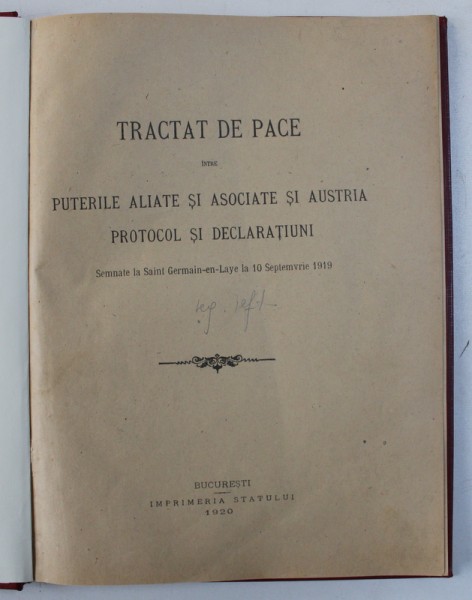 TRACTAT DE PACE
ÎNTRE
PUTERILE ALIATE ȘI ASOCIATE ȘI AUSTRIA
PROTOCOL ȘI DECLARAȚIUNI
Semnate la Saint Germain-en-Laye la 10 Septemvrie 1919
BUCUREȘTI
IMPRIMERIA STATULUI
1920